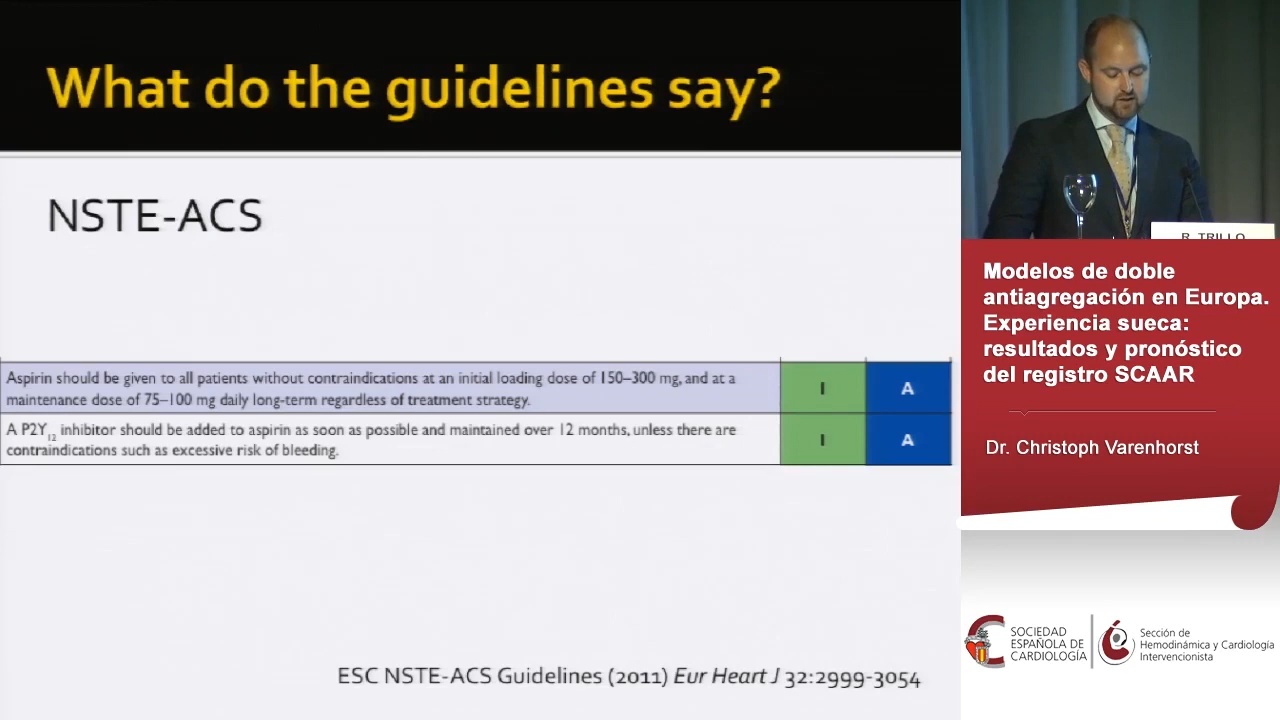 What do the guidelines say?
NSTE-ACS
Aspirin should be given to all patients without contraindications at an initial loading dose of 150–300 mg, and at a
maintenance dose of 75–100 mg daily long-term regardless of treatment strategy.
I
A
A P2Y12 inhibitor should be added to aspirin as soon as possible and maintained over 12 months, unless there are
contraindications such as excessive risk of bleeding.
I
A
ESC NSTE-ACS Guidelines (2011) Eur Heart J 32:2999-3054
R. TRILLO
Modelos de doble
antiagregación en Europa.
Experiencia sueca:
resultados y pronóstico
del registro SCAAR
Dr. Christoph Varenhorst
SOCIEDAD
ESPAÑOLA DE
CARDIOLOGÍA
Sección de
Hemodinámica y Cardiología
Intervencionista